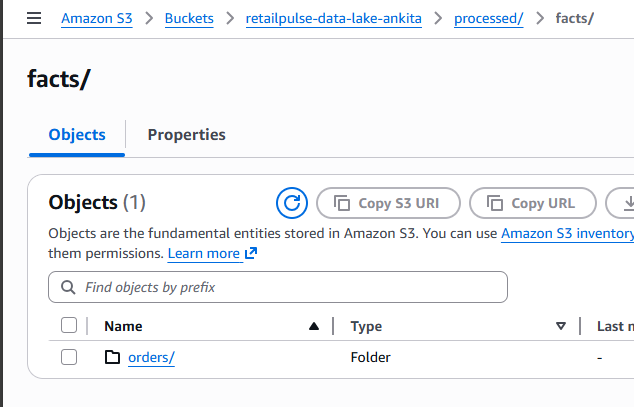 Amazon S3 > Buckets > retailpulse-data-lake-ankita > processed/ > facts/
facts/
Objects Properties
Objects (1) Copy S3 URI Copy URL
Objects are the fundamental entities stored in Amazon S3. You can use Amazon S3 inventory
them permissions. Learn more
Find objects by prefix
Name Type Last m
orders/ Folder -